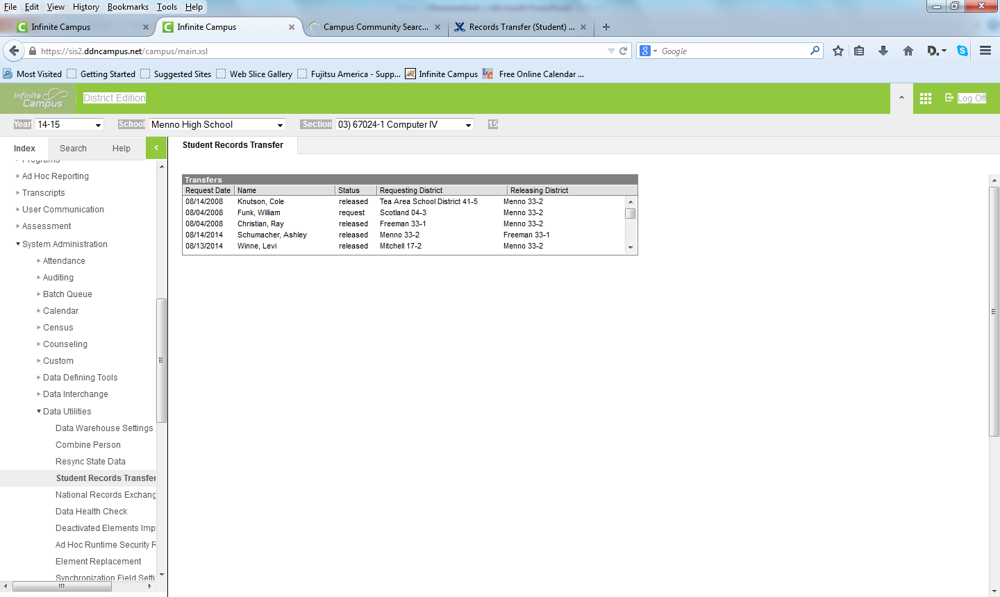 File Edit View History Bookmarks Tools Help
Infinite Campus
Infinite Campus
Campus Community Searc...
Records Transfer (Student) ...
https://sis2.ddncampus.net/campus/main.xsl
Google
Most Visited Getting Started Suggested Sites Web Slice Gallery Fujitsu America - Supp... Infinite Campus Free Online Calendar ...
Infinite Campus
District Edition
Log Off
Year 14-15 School Menno High School Section 03) 67024-1 Computer IV 15
Index Search Help
Student Records Transfer
Programs
Ad Hoc Reporting
Transcripts
User Communication
Assessment
System Administration
Attendance
Auditing
Batch Queue
Calendar
Census
Counseling
Custom
Data Defining Tools
Data Interchange
Data Utilities
Data Warehouse Settings
Combine Person
Resync State Data
Student Records Transfer
National Records Exchang
Data Health Check
Deactivated Elements Imp
Ad Hoc Runtime Security R
Element Replacement
Synchronization Field Setti
Transfers
Request Date Name Status Requesting District Releasing District
08/14/2008 Knutson, Cole released Tea Area School District 41-5 Menno 33-2
08/04/2008 Funk, William request Scotland 04-3 Menno 33-2
08/04/2008 Christian, Ray released Freeman 33-1 Menno 33-2
08/14/2014 Schumacher, Ashley released Menno 33-2 Freeman 33-1
08/13/2014 Winne, Levi released Mitchell 17-2 Menno 33-2